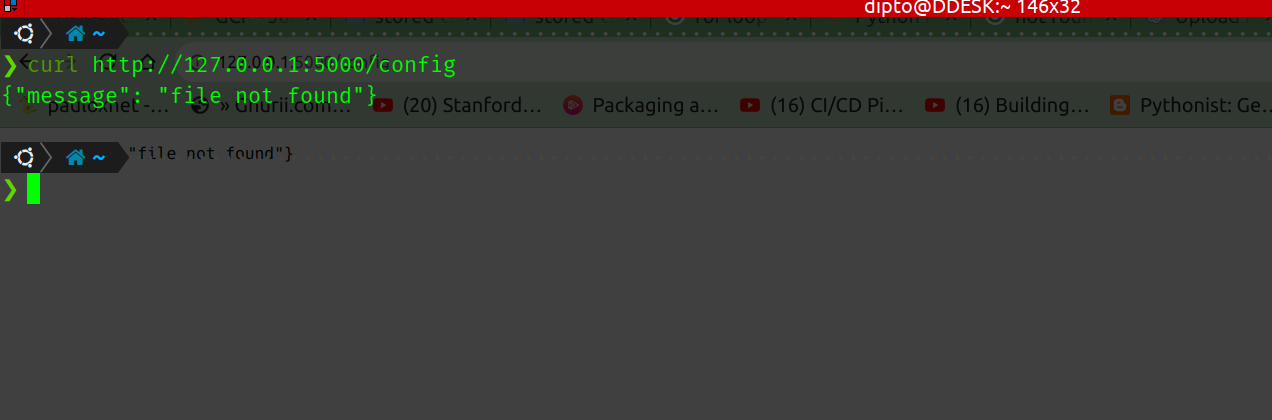 dipto@DDESK:~ 146x32
~
❯ curl http://127.0.0.1:5000/config
{"message": "file not found"}
(20) Stanford...
Packaging a...
(16) CI/CD Pi...
(16) Building...
Pythonist: Ge...
~
"file not found"}
❯